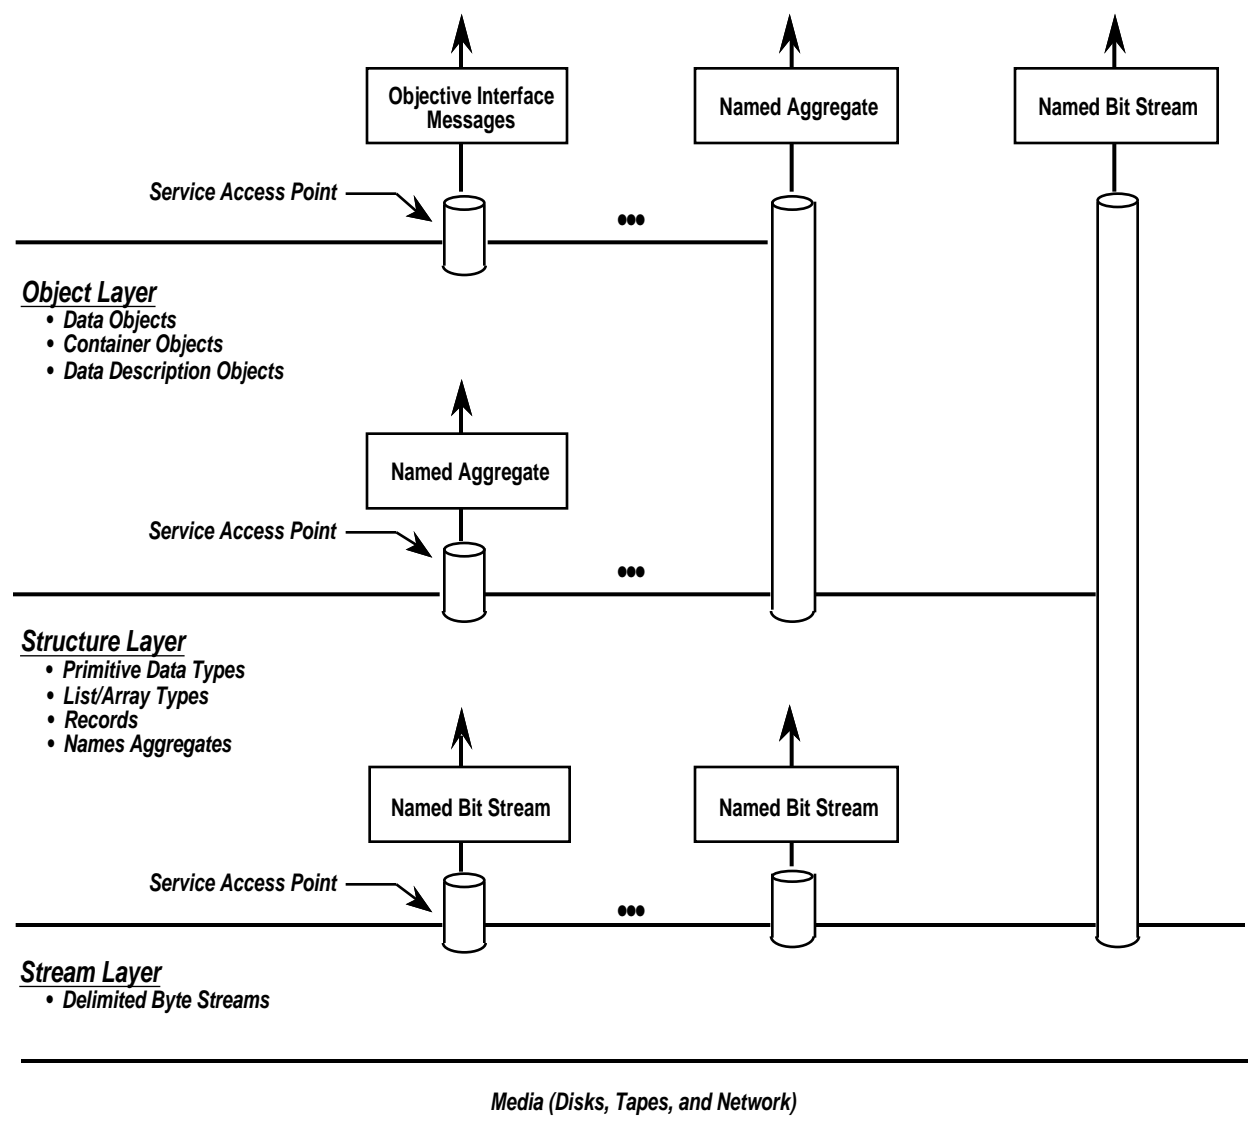 Objective Interface
Messages
Named Aggregate
Named Bit Stream
Service Access Point
•••
Object Layer
• Data Objects
• Container Objects
• Data Description Objects
Named Aggregate
Service Access Point
•••
Structure Layer
• Primitive Data Types
• List/Array Types
• Records
• Names Aggregates
Named Bit Stream
Named Bit Stream
Service Access Point
•••
Stream Layer
• Delimited Byte Streams
Media (Disks, Tapes, and Network)